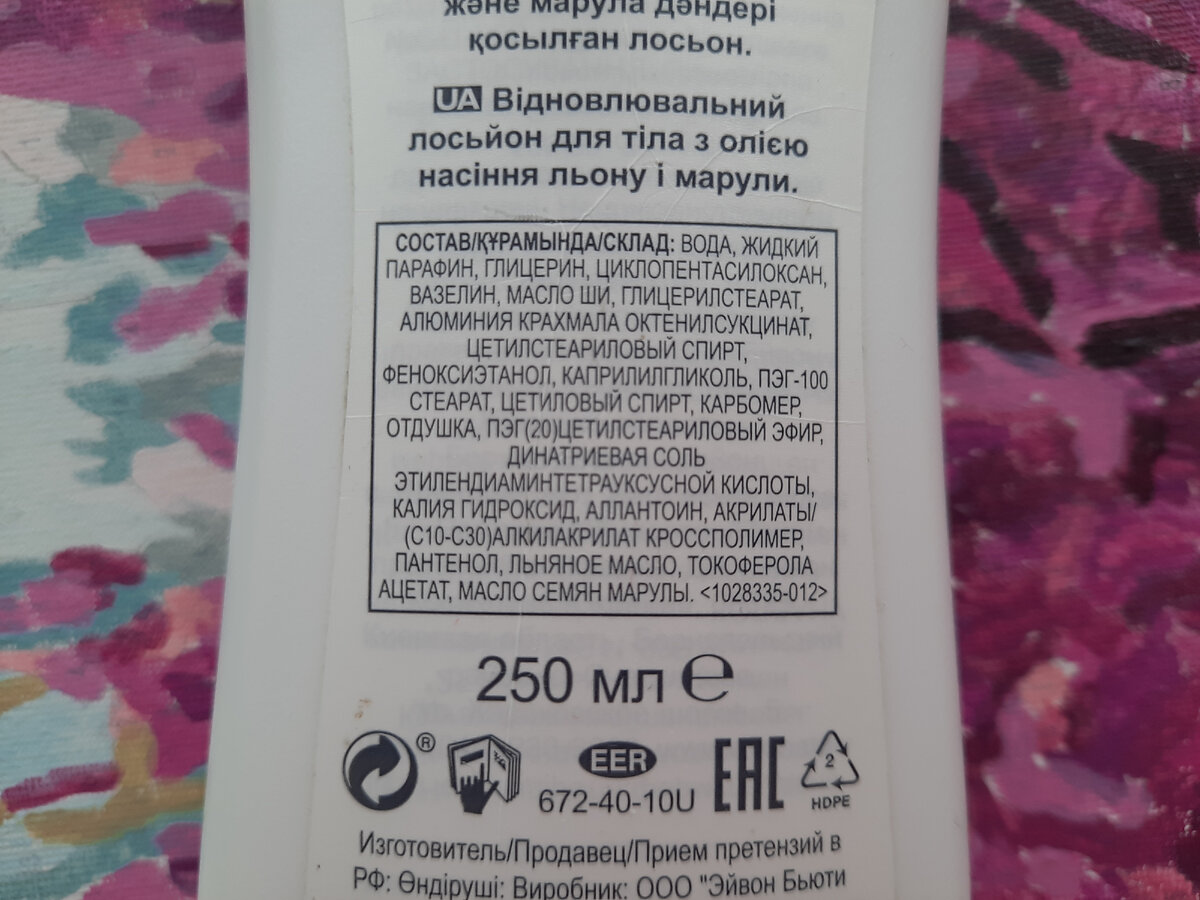 және марула дәндері
қосылған лосьон.
UA Відновлювальний
лосьйон для тіла з олією
насіння льону і марули.
СОСТАВ/ҚҰРАМЫНДА/СКЛАД: ВОДА, ЖИДКИЙ
ПАРАФИН, ГЛИЦЕРИН, ЦИКЛОПЕНТАСИЛОКСАН,
ВАЗЕЛИН, МАСЛО ШИ, ГЛИЦЕРИЛСТЕАРАТ,
АЛЮМИНИЯ КРАХМАЛА ОКТЕНИЛСУКЦИНАТ,
ЦЕТИЛСТЕАРИЛОВЫЙ СПИРТ,
ФЕНОКСИЭТАНОЛ, КАПРИЛИЛГЛИКОЛЬ, ПЭГ-100
СТЕАРАТ, ЦЕТИЛОВЫЙ СПИРТ, КАРБОМЕР,
ОТДУШКА, ПЭГ(20)ЦЕТИЛСТЕАРИЛОВЫЙ ЭФИР,
ДИНАТРИЕВАЯ СОЛЬ
ЭТИЛЕНДИАМИНТЕТРАУКСУСНОЙ КИСЛОТЫ,
КАЛИЯ ГИДРОКСИД, АЛЛАНТОИН, АКРИЛАТЫ/
(С10-С30)АЛКИЛАКРИЛАТ КРОССПОЛИМЕР,
ПАНТЕНОЛ, ЛЬНЯНОЕ МАСЛО, ТОКОФЕРОЛА
АЦЕТАТ, МАСЛО СЕМЯН МАРУЛЫ. <1028335-012>
250 мл ℮
® EER EAC 2
672-40-10U HDPE
Изготовитель/Продавец/Прием претензий в
РФ: Өндіруші: Виробник: ООО "Эйвон Бьюти